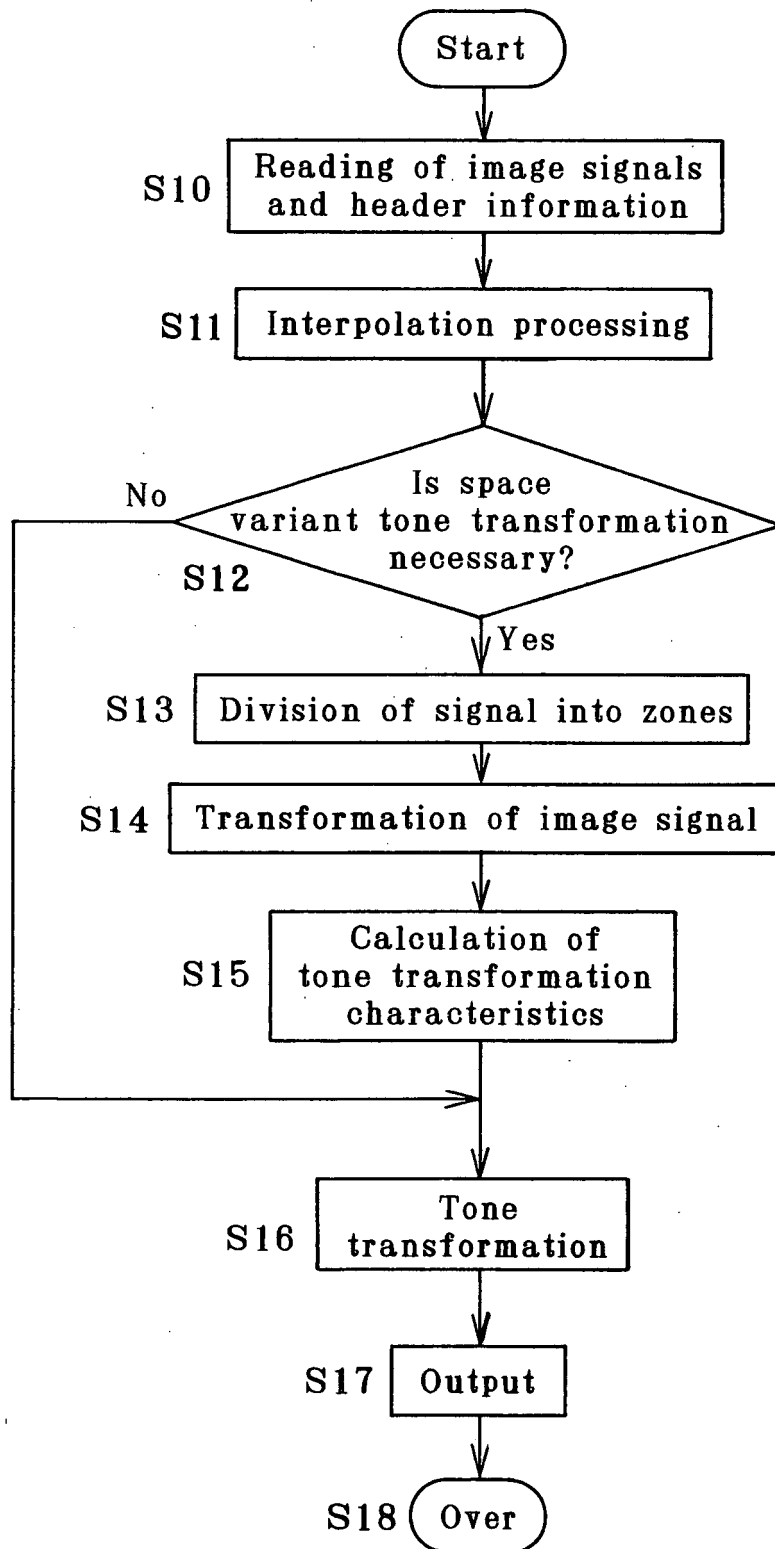 Start
S10
Reading of image signals
and header information
S11
Interpolation processing
No
Is space
variant tone transformation
necessary?
S12
Yes
S13
Division of signal into zones
S14
Transformation of image signal
S15
Calculation of
tone transformation
characteristics
S16
Tone
transformation
S17
Output
S18
Over